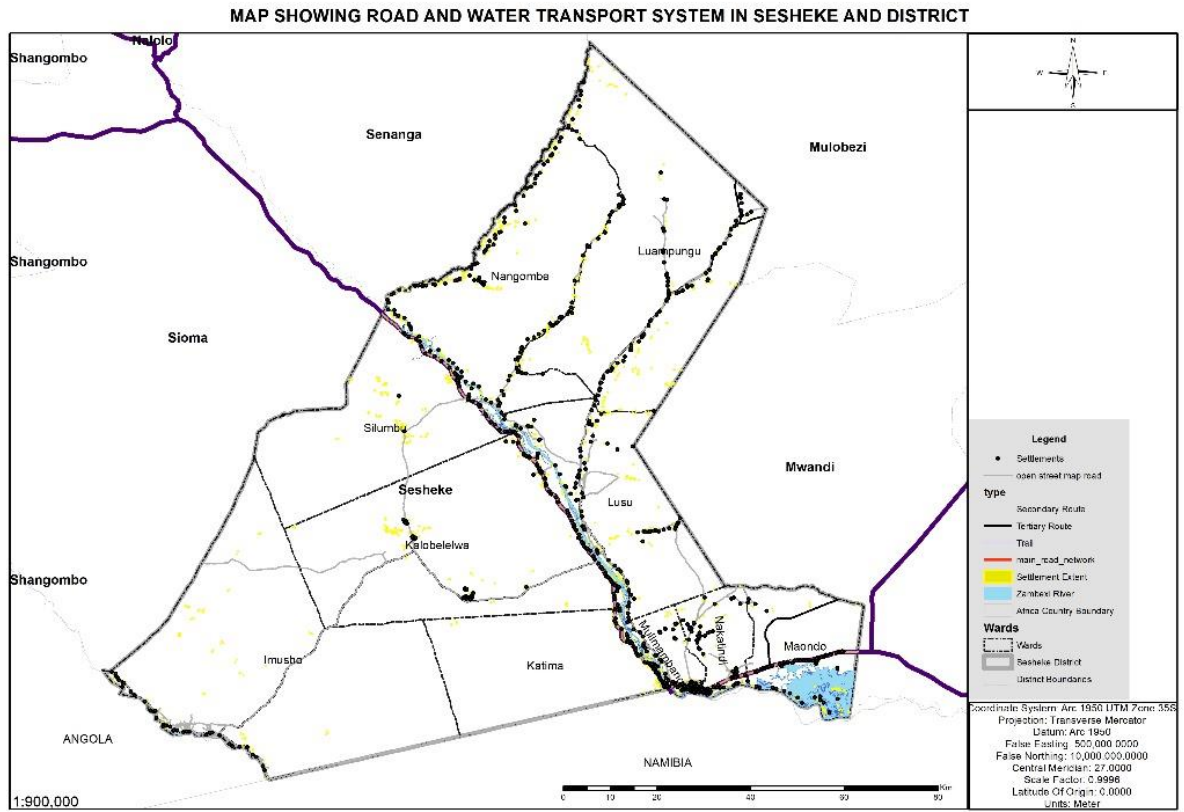 MAP SHOWING ROAD AND WATER TRANSPORT SYSTEM IN SESHEKE AND DISTRICT
Nalolo
Shangombo
N
W
E
S
Senanga
Mulobezi
Luampungu
Shangombo
Nangombe
Sioma
Silumbu
Mwandi
Sesheke
Lusu
Kalobelelwa
Shangombo
Nakatindi
Mulimambango
Maondo
Imusho
Katima
ANGOLA
NAMIBIA
1:900,000
0 10 20 30 40 60 80 Km
Legend
Settlements
open street map road
type
Secondary Route
Tertiary Route
Trail
main_road_network
Settlement Extent
Zambexi River
Africa Country Boundary
Wards
Wards
Sesheke District
District Boundaries
Coordinate System: Arc 1950 UTM Zone 35S
Projection: Transverse Mercator
Datum: Arc 1950
False Easting: 500,000.0000
False Northing: 10,000,000.0000
Central Meridian: 27.0000
Scale Factor: 0.9996
Latitude Of Origin: 0.0000
Units: Meter